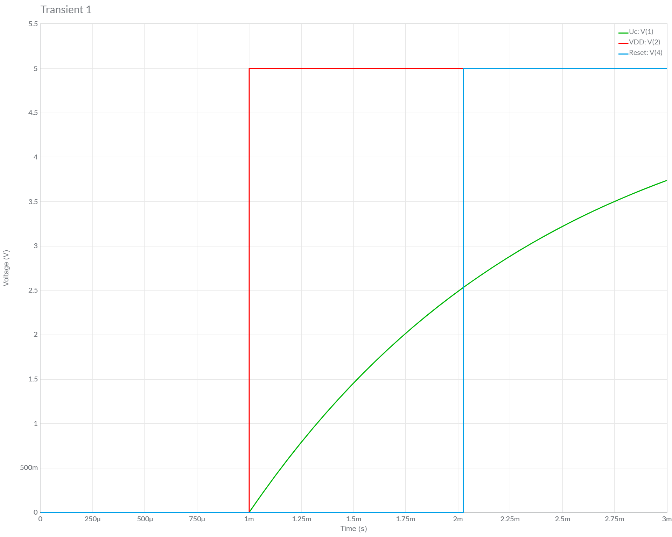 Transient 1
5.5
Uc: V(1)
VDD: V(2)
Reset: V(4)
5
4.5
4
3.5
3
Voltage (V)
2.5
2
1.5
1
500m
0
0 250μ 500μ 750μ 1m 1.25m 1.5m 1.75m 2m 2.25m 2.5m 2.75m 3m
Time (s)